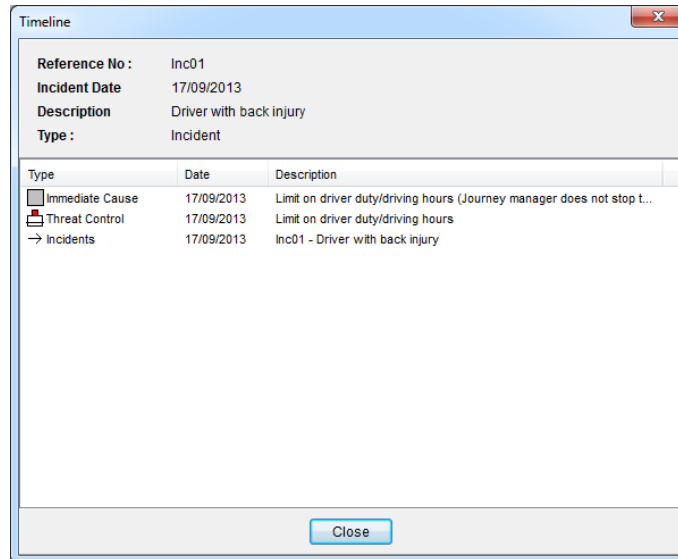 Timeline
Reference No : Inc01
Incident Date 17/09/2013
Description Driver with back injury
Type : Incident
Type Date Description
Immediate Cause 17/09/2013 Limit on driver duty/driving hours (Journey manager does not stop t...
Threat Control 17/09/2013 Limit on driver duty/driving hours
Incidents 17/09/2013 Inc01 - Driver with back injury
Close